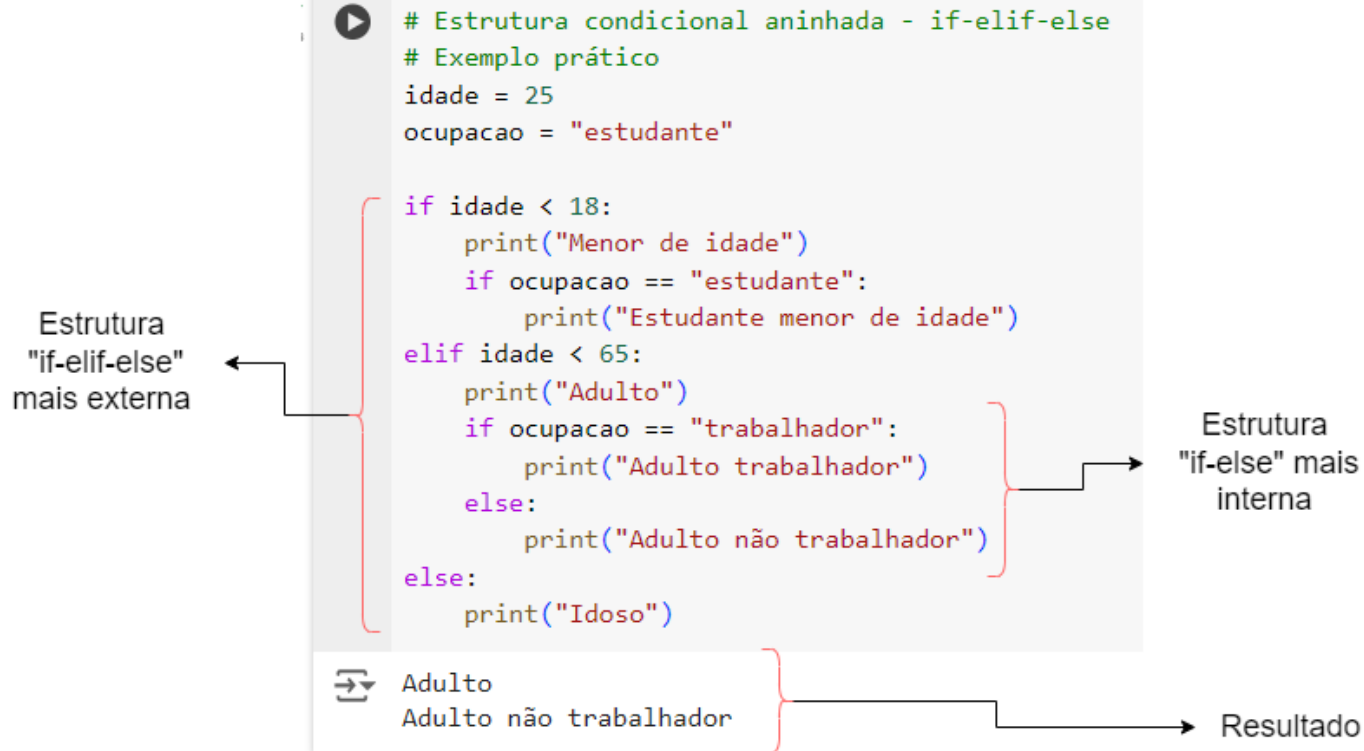 # Estrutura condicional aninhada - if-elif-else
# Exemplo prático
idade = 25
ocupacao = "estudante"
if idade < 18:
    print("Menor de idade")
    if ocupacao == "estudante":
        print("Estudante menor de idade")
elif idade < 65:
    print("Adulto")
    if ocupacao == "trabalhador":
        print("Adulto trabalhador")
    else:
        print("Adulto não trabalhador")
else:
    print("Idoso")
Adulto
Adulto não trabalhador
Estrutura
"if-elif-else"
mais externa
Estrutura
"if-else" mais
interna
Resultado